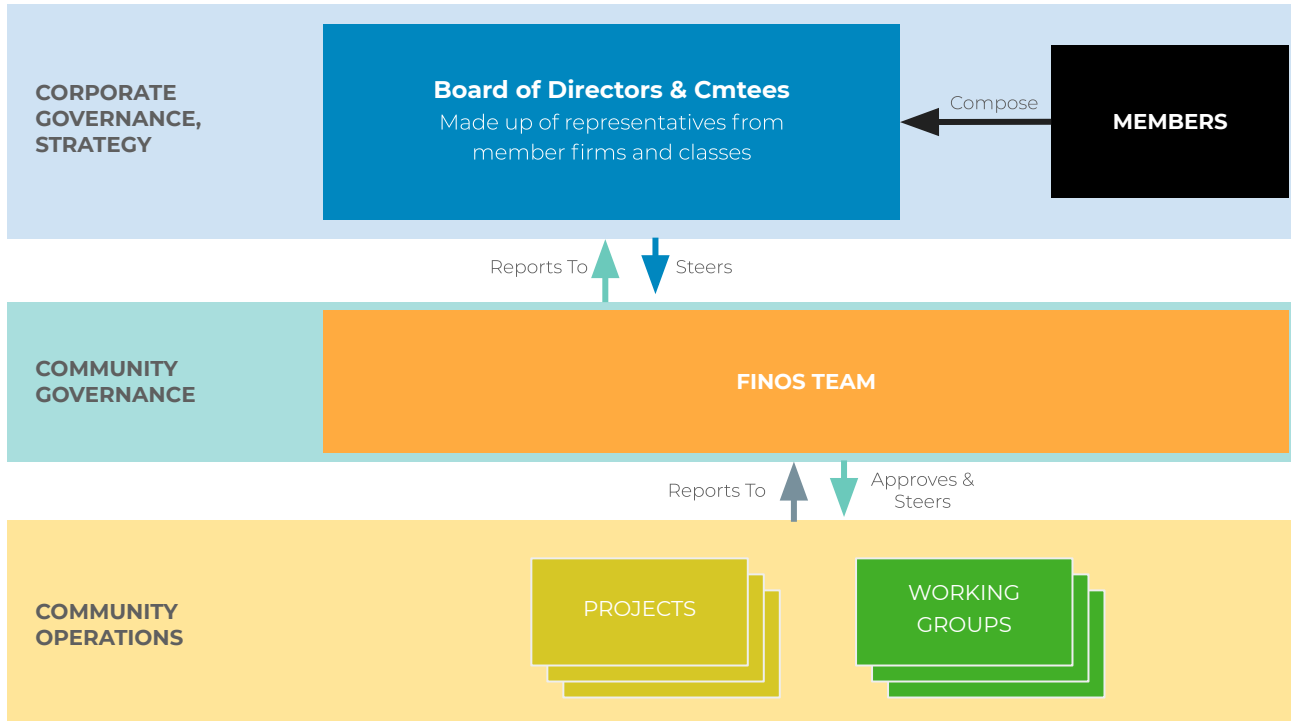 CORPORATE
GOVERNANCE,
STRATEGY
Board of Directors & Cmtees
Made up of representatives from
member firms and classes
Compose
MEMBERS
Reports To
Steers
COMMUNITY
GOVERNANCE
FINOS TEAM
Reports To
Approves &
Steers
COMMUNITY
OPERATIONS
PROJECTS
WORKING
GROUPS